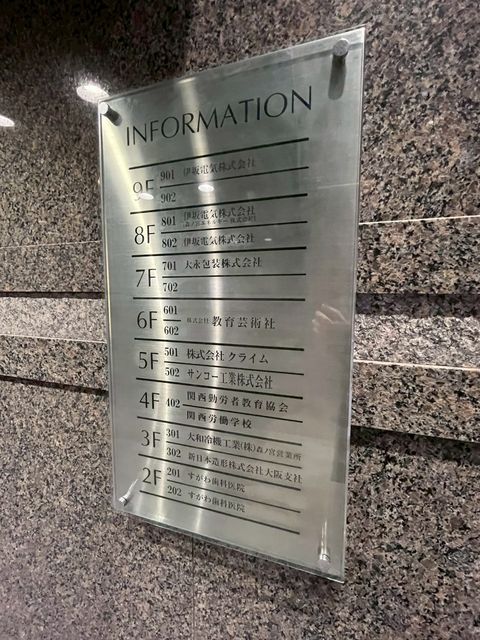 INFORMATION
9F 901 伊坂電気株式会社
902
8F 801 伊坂電気株式会社
802 伊坂電気株式会社
7F 701 大永包装株式会社
702
6F 601 株式会社 教育芸術社
602
5F 501 株式会社 クライム
502 サンコー工業株式会社
4F 402 関西勤労者教育協会
関西労働学校
3F 301 大和冷機工業(株)森ノ宮営業所
302 新日本造形株式会社大阪支社
2F 201 すがわ歯科医院
202 すがわ歯科医院